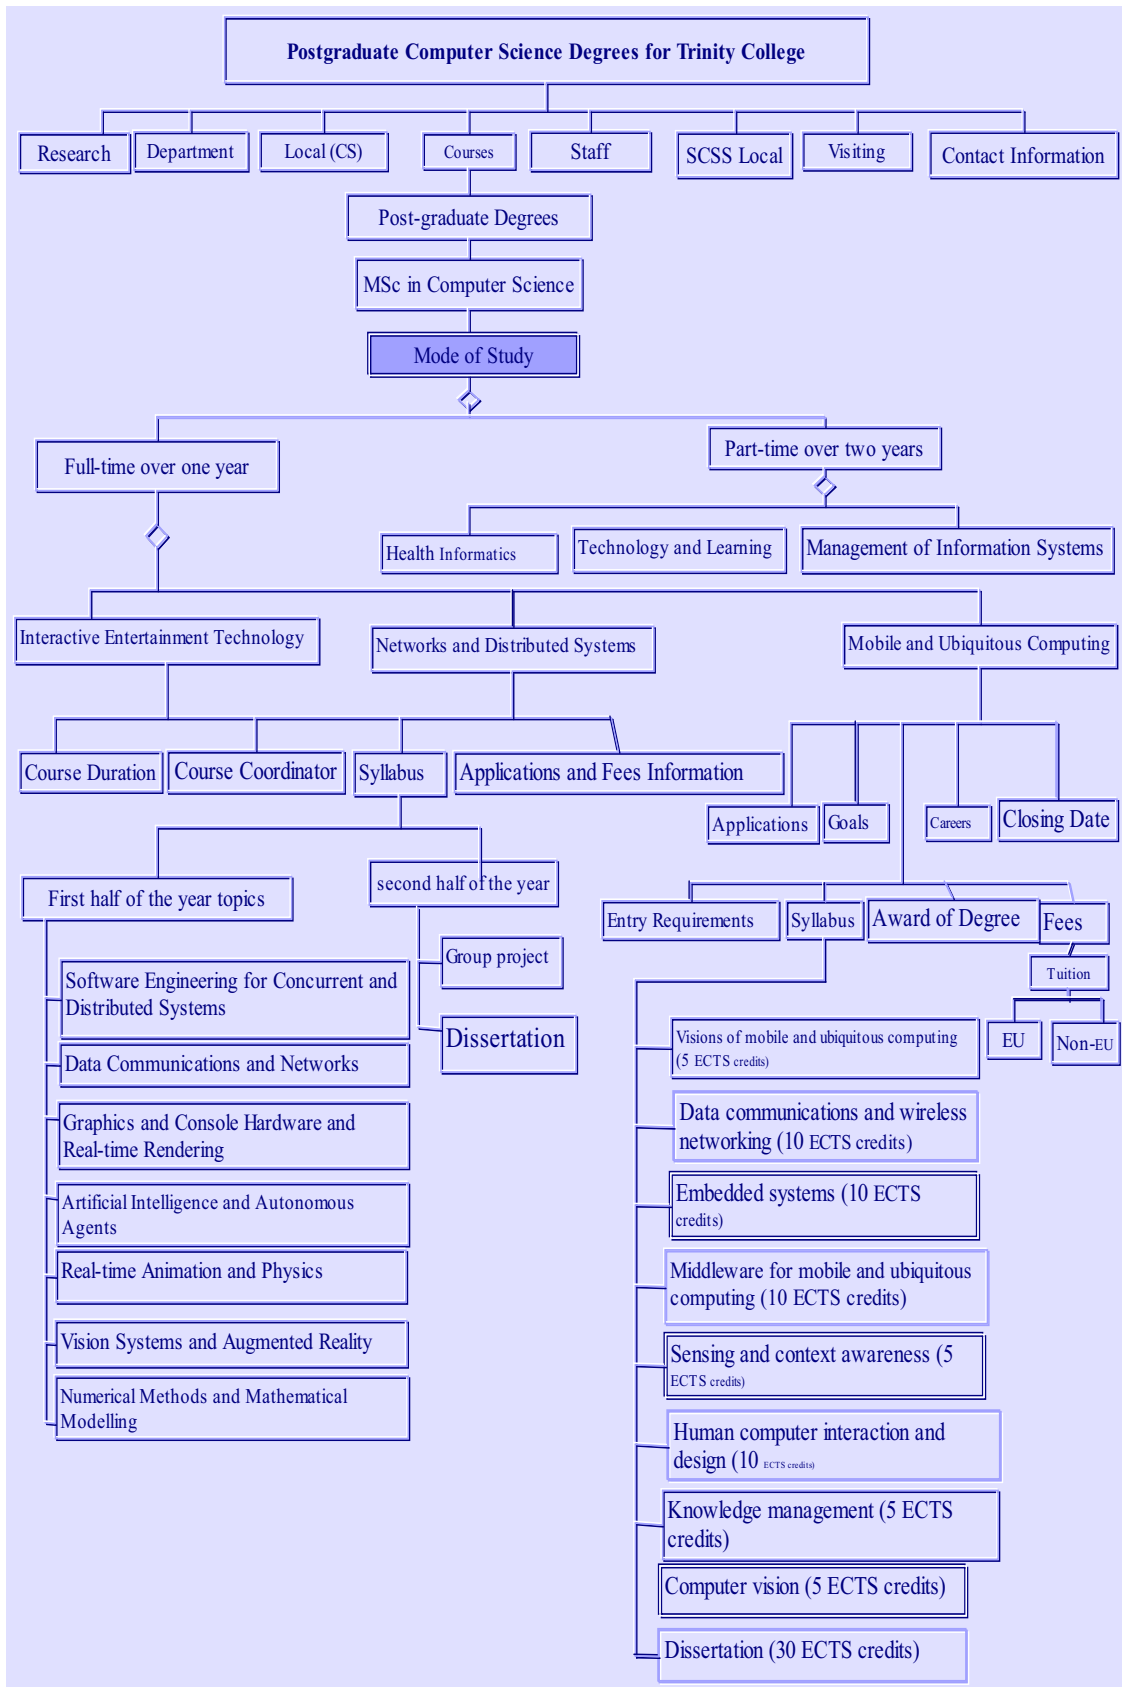 Postgraduate Computer Science Degrees for Trinity College
Research
Department
Local (CS)
Courses
Staff
SCSS Local
Visiting
Contact Information
Post-graduate Degrees
MSc in Computer Science
Mode of Study
Full-time over one year
Part-time over two years
Health Informatics
Technology and Learning
Management of Information Systems
Interactive Entertainment Technology
Networks and Distributed Systems
Mobile and Ubiquitous Computing
Course Duration
Course Coordinator
Syllabus
Applications and Fees Information
Applications
Goals
Careers
Closing Date
First half of the year topics
second half of the year
Entry Requirements
Syllabus
Award of Degree
Fees
Tuition
EU
Non-EU
Group project
Dissertation
Software Engineering for Concurrent and
Distributed Systems
Data Communications and Networks
Graphics and Console Hardware and
Real-time Rendering
Artificial Intelligence and Autonomous
Agents
Real-time Animation and Physics
Vision Systems and Augmented Reality
Numerical Methods and Mathematical
Modelling
Visions of mobile and ubiquitous computing
(5 ECTS credits)
Data communications and wireless
networking (10 ECTS credits)
Embedded systems (10 ECTS
credits)
Middleware for mobile and ubiquitous
computing (10 ECTS credits)
Sensing and context awareness (5
ECTS credits)
Human computer interaction and
design (10 ECTS credits)
Knowledge management (5 ECTS
credits)
Computer vision (5 ECTS credits)
Dissertation (30 ECTS credits)